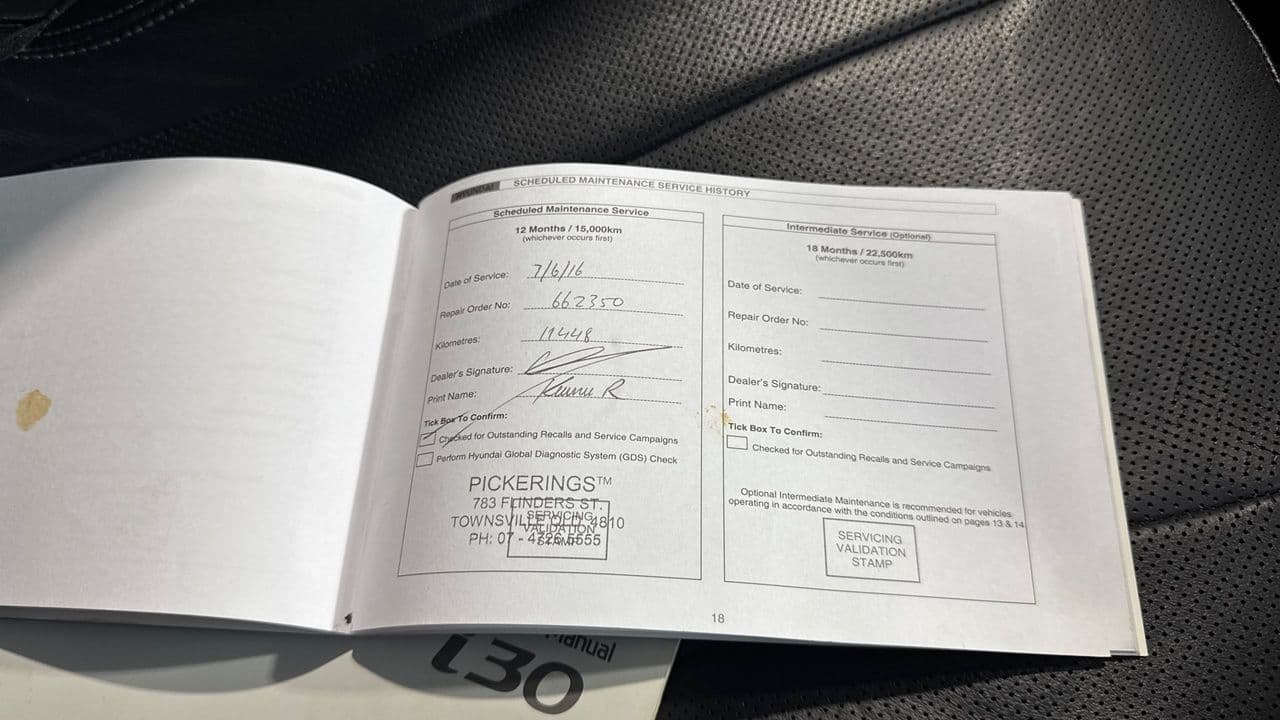 HYUNDAI SCHEDULED MAINTENANCE SERVICE HISTORY
Scheduled Maintenance Service
12 Months / 15,000km
(whichever occurs first)
Date of Service: 7/6/16
Repair Order No: 662350
Kilometres: 11448
Dealer's Signature:
Print Name: R
Tick Box To Confirm:
Checked for Outstanding Recalls and Service Campaigns
Perform Hyundai Global Diagnostic System (GDS) Check
PICKERINGS™
783 FLINDERS ST.
TOWNSVILLE QLD 4810
PH: 07 - 4726 5555
SERVICING
VALIDATION
STAMP
Intermediate Service (Optional)
18 Months / 22,500km
(whichever occurs first)
Date of Service:
Repair Order No:
Kilometres:
Dealer's Signature:
Print Name:
Tick Box To Confirm:
Checked for Outstanding Recalls and Service Campaigns
Optional Intermediate Maintenance is recommended for vehicles
operating in accordance with the conditions outlined on pages 13 & 14
SERVICING
VALIDATION
STAMP
18
Manual
i30